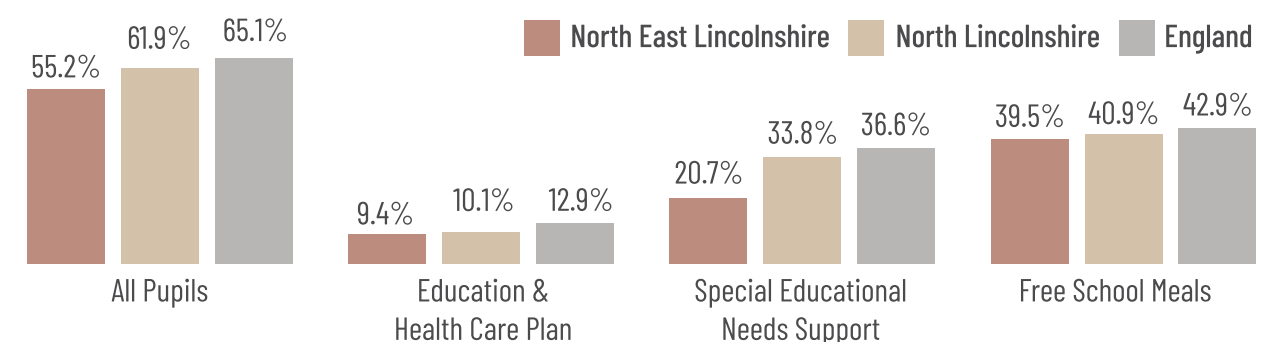 North East Lincolnshire North Lincolnshire England
55.2% 61.9% 65.1%
All Pupils
9.4% 10.1% 12.9%
Education &
Health Care Plan
20.7% 33.8% 36.6%
Special Educational
Needs Support
39.5% 40.9% 42.9%
Free School Meals